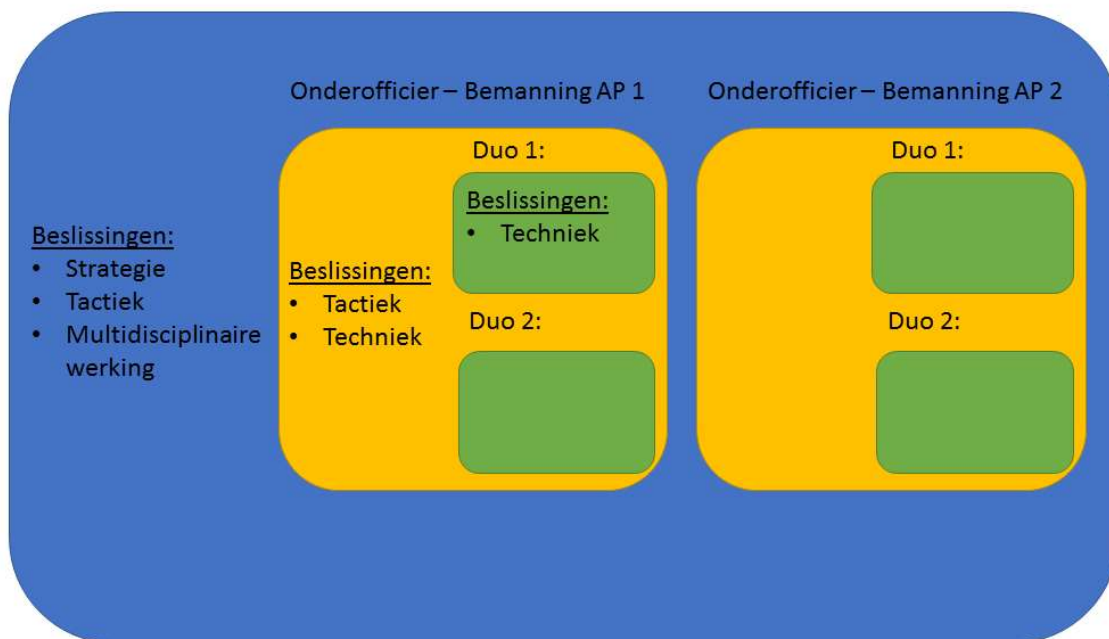 Onderofficier – Bemanning AP 1
Onderofficier – Bemanning AP 2
Beslissingen:
• Strategie
• Tactiek
• Multidisciplinaire
werking
Beslissingen:
• Tactiek
• Techniek
Duo 1:
Beslissingen:
• Techniek
Duo 2:
Duo 1:
Duo 2: